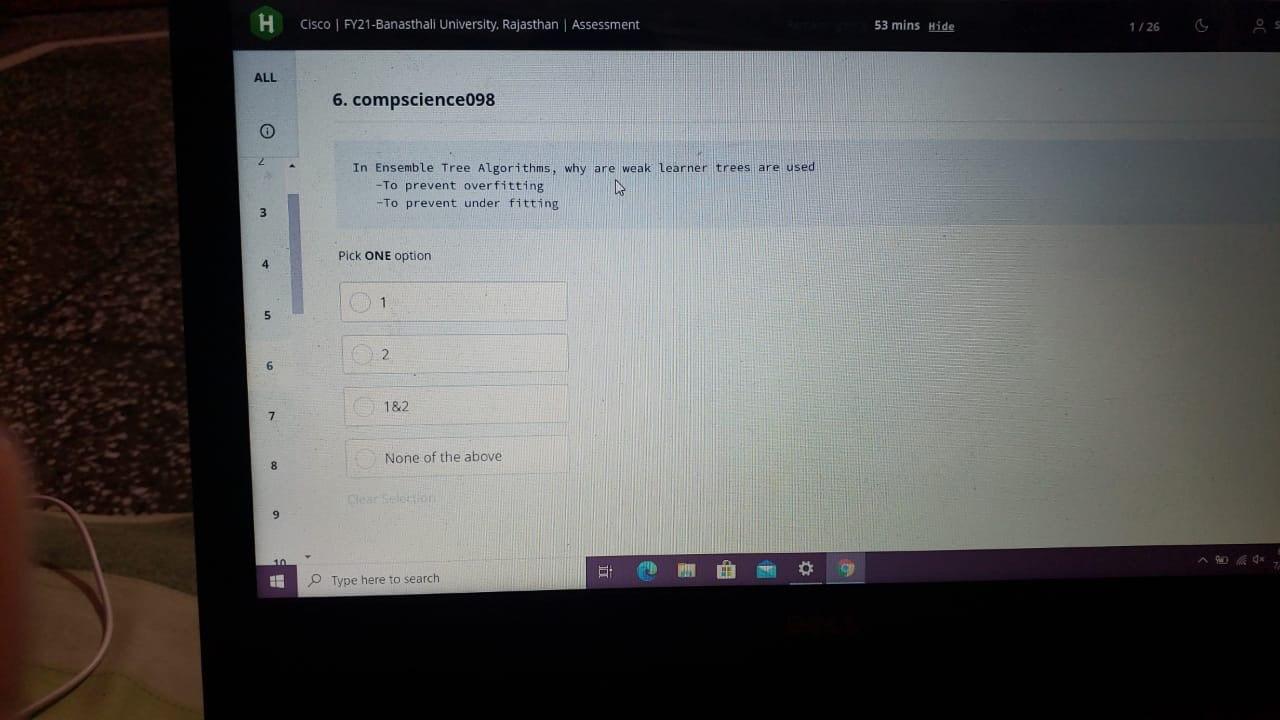 H
Cisco | FY21-Banasthali University, Rajasthan | Assessment
53 mins Hide
1 / 26
ALL
6. compscience098
In Ensemble Tree Algorithms, why are weak learner trees are used
-To prevent overfitting
-To prevent under fitting
Pick ONE option
1
2
1&2
None of the above
Clear Selection
2
3
4
5
6
7
8
9
10
Type here to search